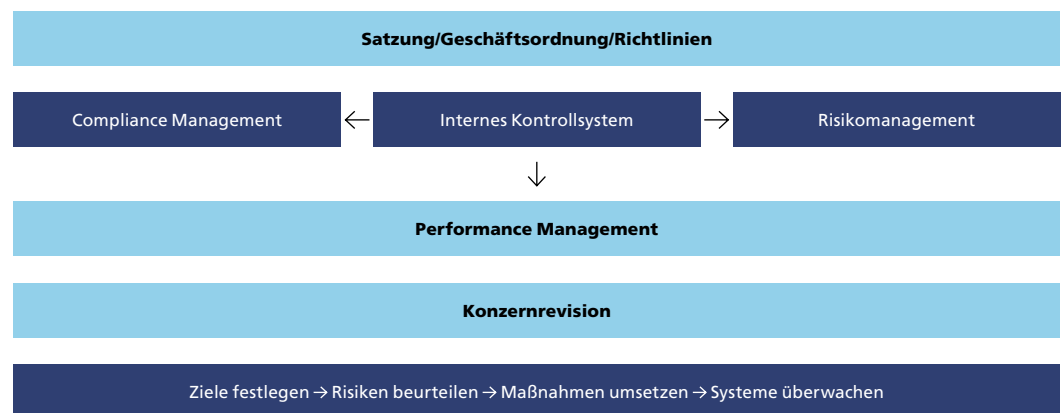 Satzung/Geschäftsordnung/Richtlinien
Compliance Management ← Internes Kontrollsystem → Risikomanagement
↓
Performance Management
Konzernrevision
Ziele festlegen → Risiken beurteilen → Maßnahmen umsetzen → Systeme überwachen